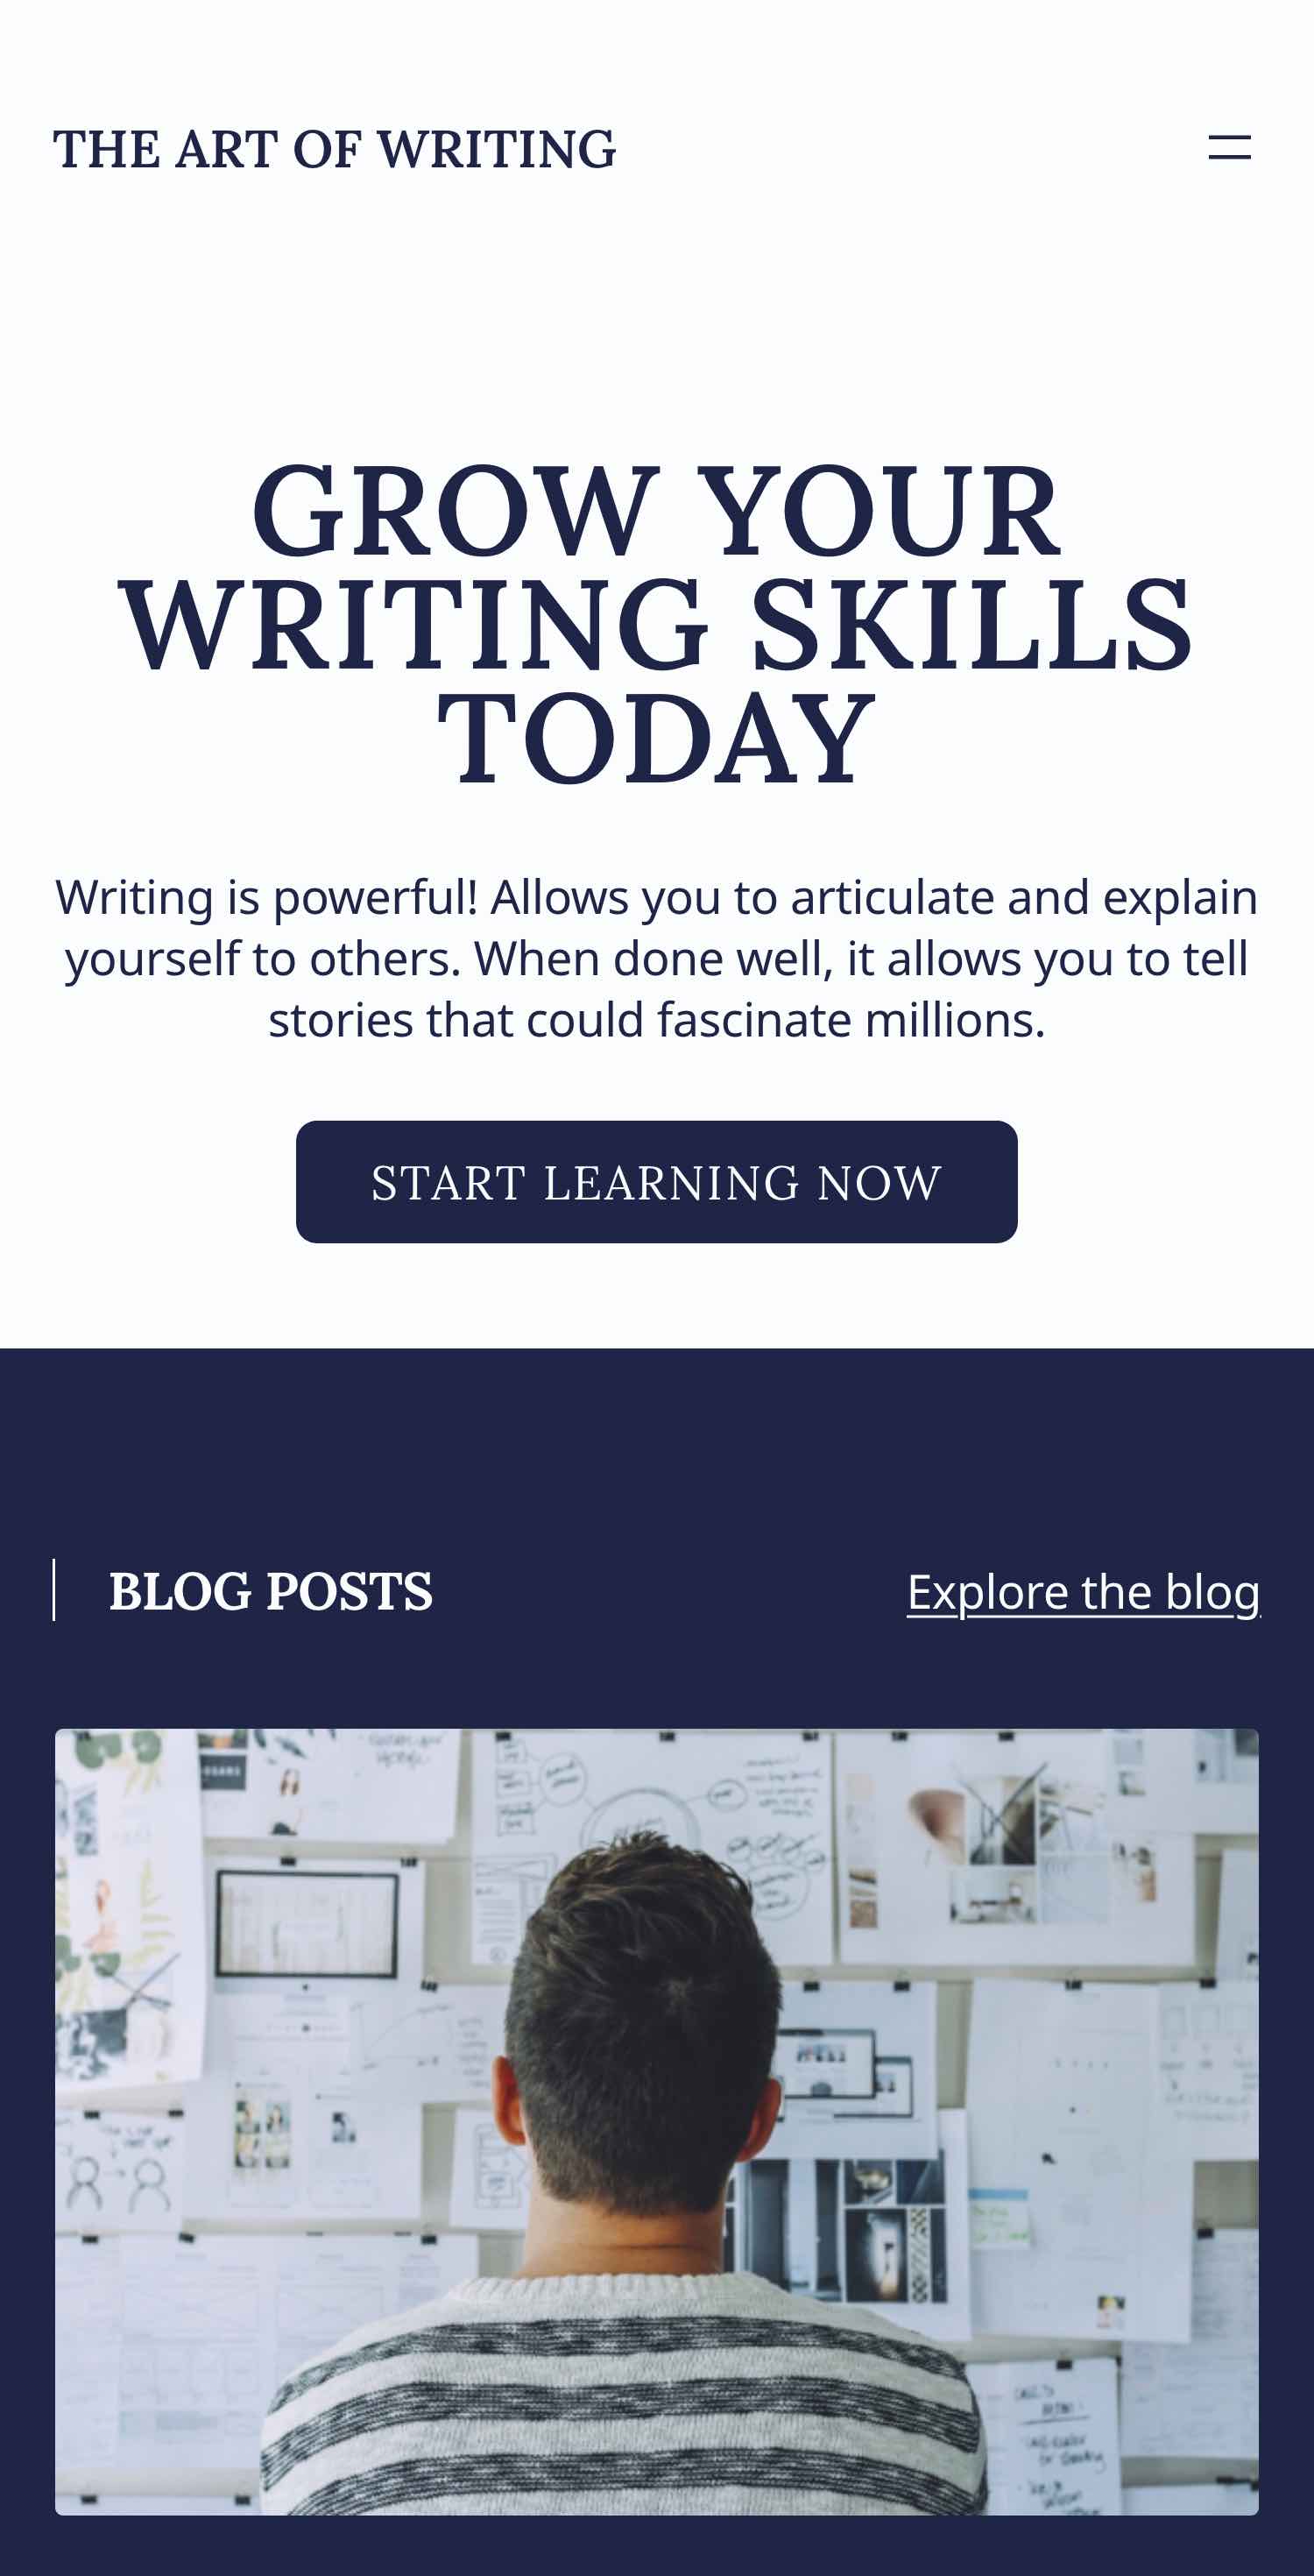 THE ART OF WRITING
GROW YOUR
WRITING SKILLS
TODAY
Writing is powerful! Allows you to articulate and explain
yourself to others. When done well, it allows you to tell
stories that could fascinate millions.
START LEARNING NOW
BLOG POSTS
Explore the blog